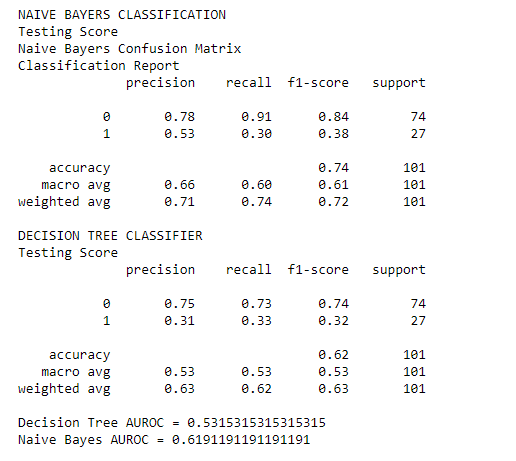 NAIVE BAYERS CLASSIFICATION
Testing Score
Naive Bayers Confusion Matrix
Classification Report
precision recall f1-score support
0 0.78 0.91 0.84 74
1 0.53 0.30 0.38 27
accuracy 0.74 101
macro avg 0.66 0.60 0.61 101
weighted avg 0.71 0.74 0.72 101
DECISION TREE CLASSIFIER
Testing Score
precision recall f1-score support
0 0.75 0.73 0.74 74
1 0.31 0.33 0.32 27
accuracy 0.62 101
macro avg 0.53 0.53 0.53 101
weighted avg 0.63 0.62 0.63 101
Decision Tree AUROC = 0.5315315315315315
Naive Bayes AUROC = 0.6191191191191191